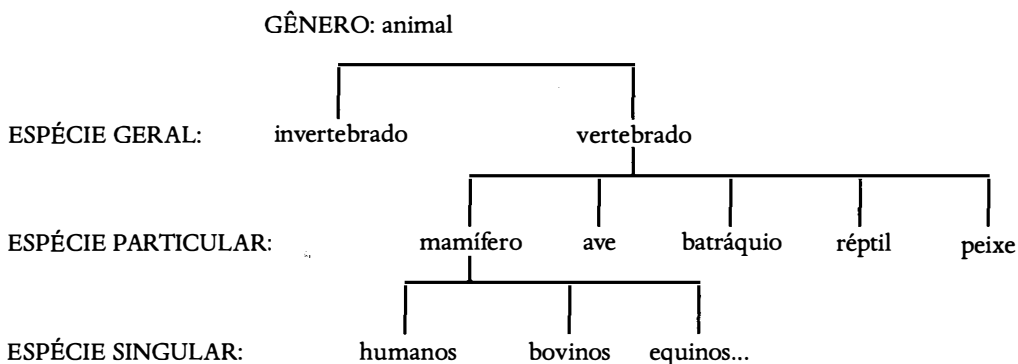 GÊNERO: animal
ESPÉCIE GERAL: invertebrado vertebrado
ESPÉCIE PARTICULAR: mamífero ave batráquio réptil peixe
ESPÉCIE SINGULAR: humanos bovinos equinos...